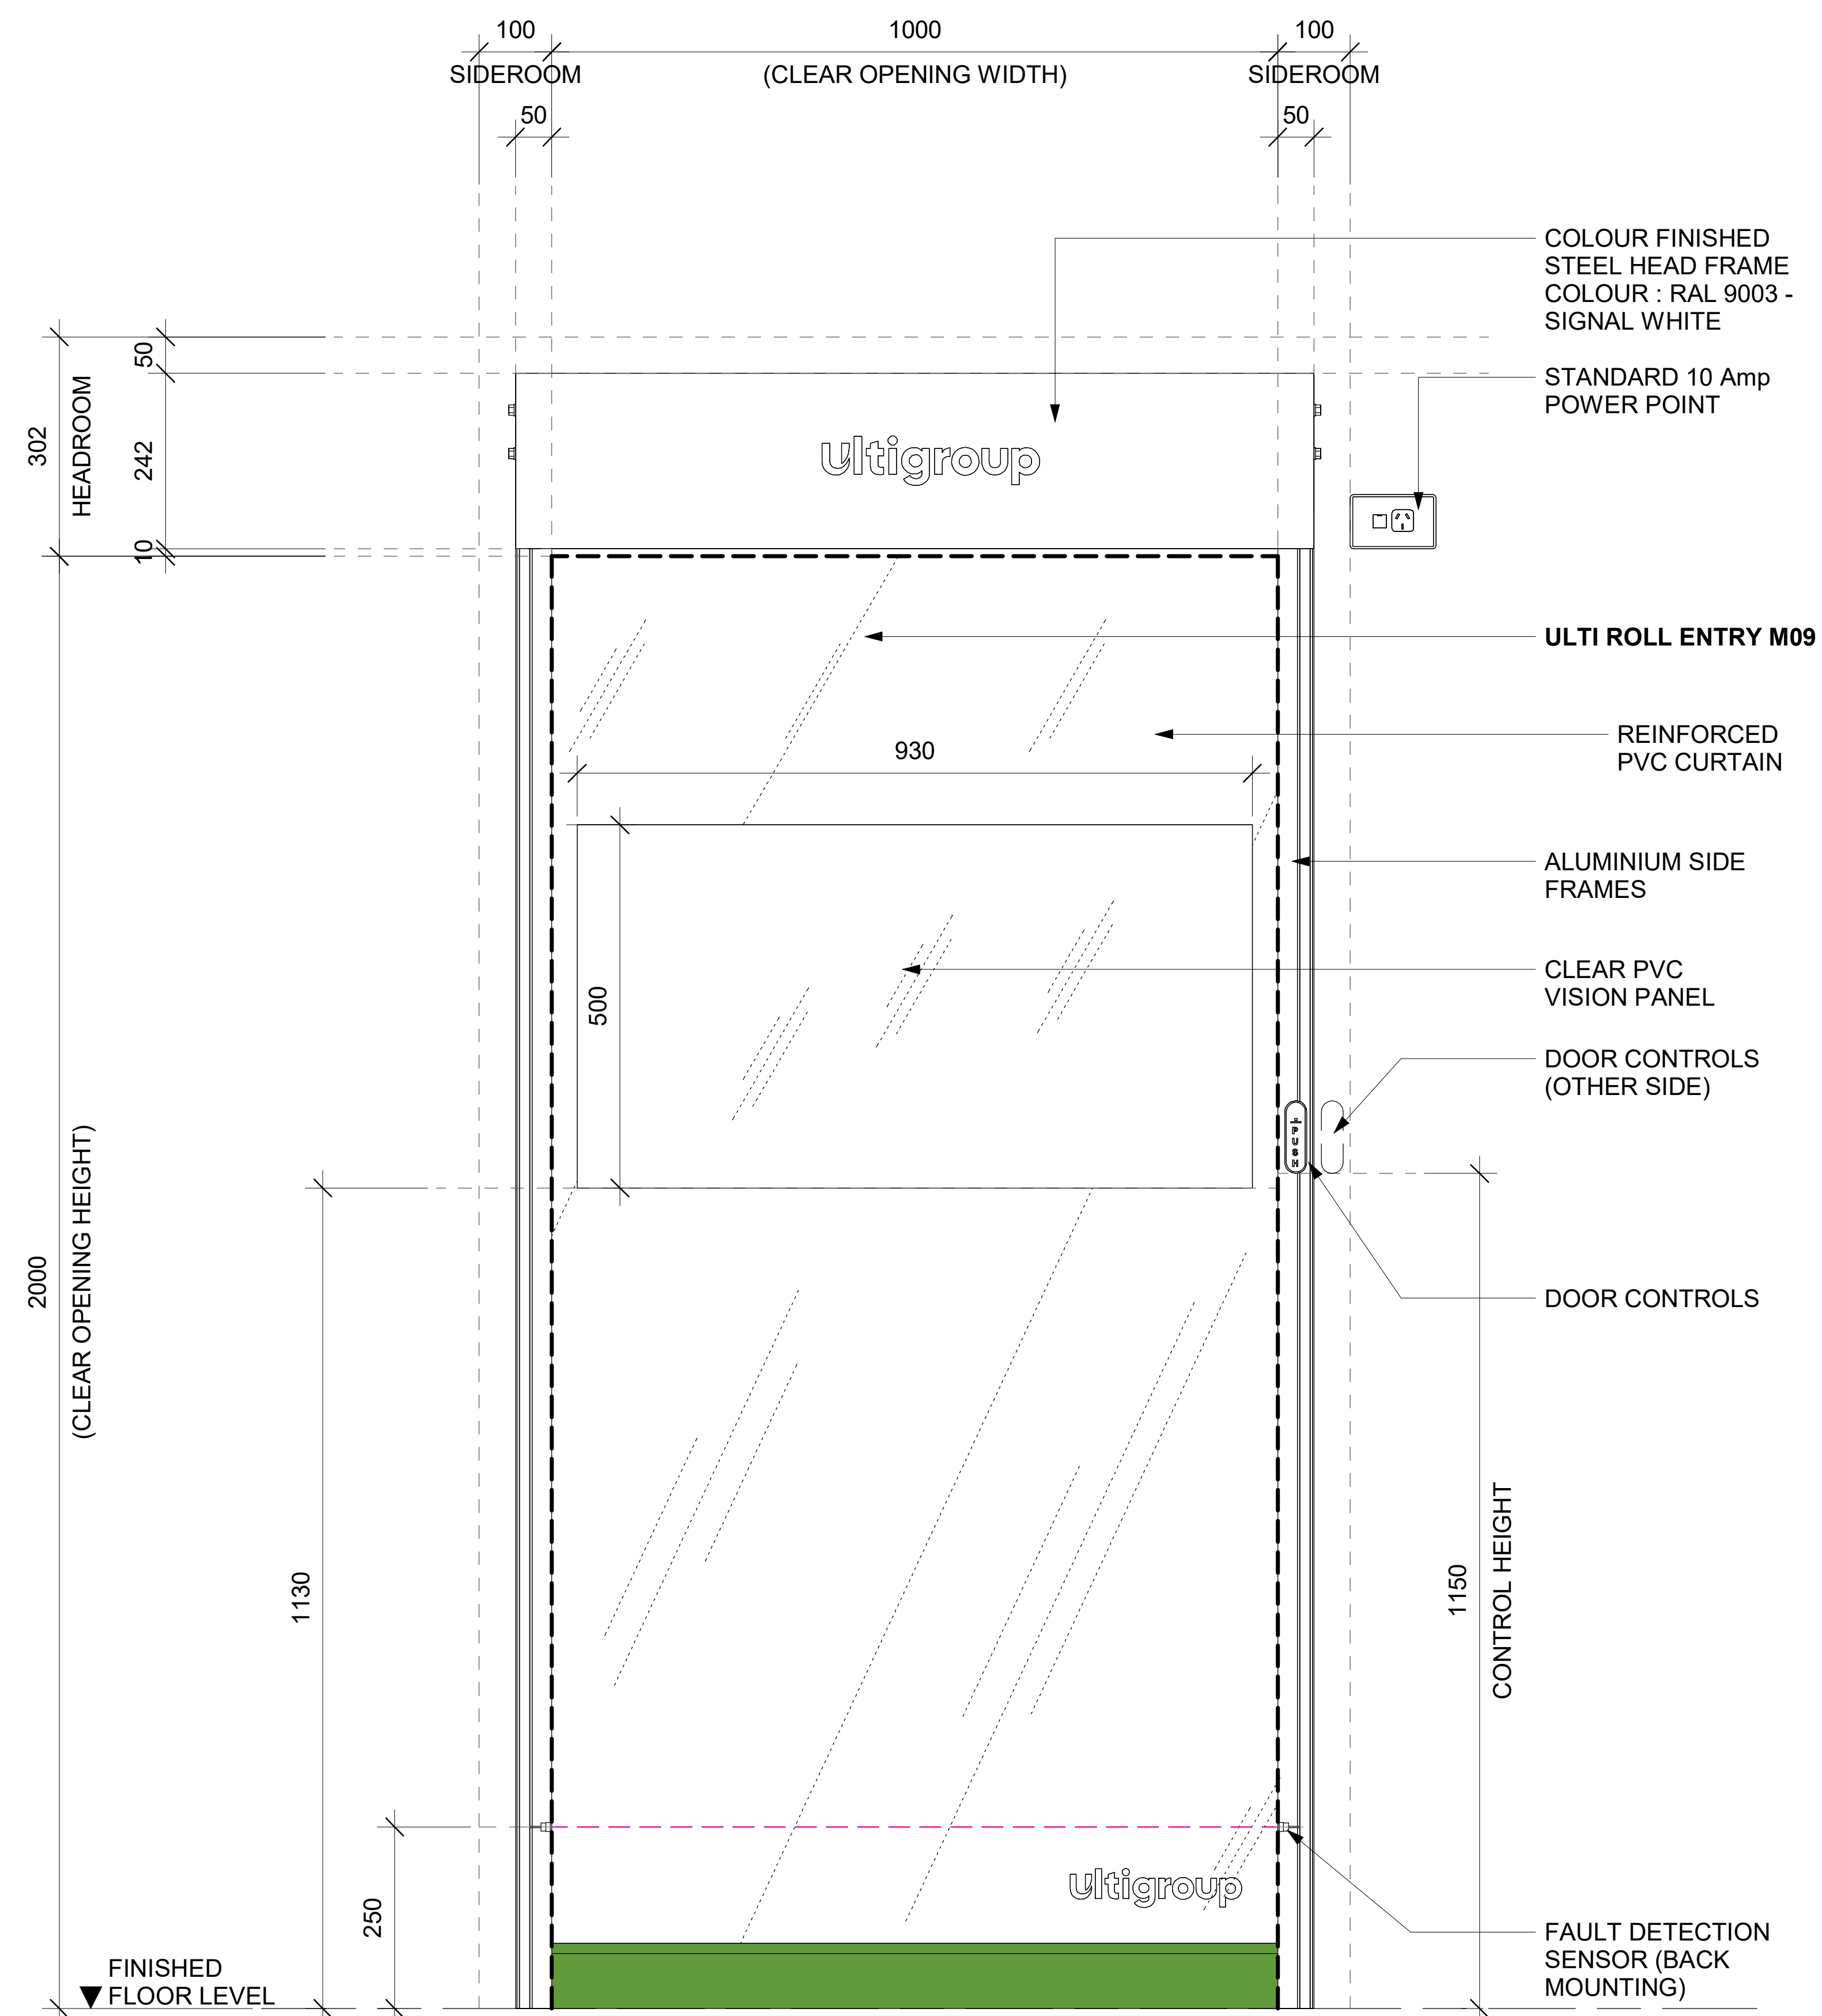 100
1000
100
SIDEROOM
(CLEAR OPENING WIDTH)
SIDEROOM
50
50
COLOUR FINISHED
STEEL HEAD FRAME
COLOUR : RAL 9003 -
SIGNAL WHITE
50
STANDARD 10 Amp
POWER POINT
302
HEADROOM
242
ultigroup
10
ULTI ROLL ENTRY M09
REINFORCED
PVC CURTAIN
930
ALUMINIUM SIDE
FRAMES
CLEAR PVC
VISION PANEL
500
DOOR CONTROLS
(OTHER SIDE)
PUSH
2000
(CLEAR OPENING HEIGHT)
DOOR CONTROLS
1130
1150
CONTROL HEIGHT
250
ultigroup
FAULT DETECTION
SENSOR (BACK
MOUNTING)
FINISHED
FLOOR LEVEL